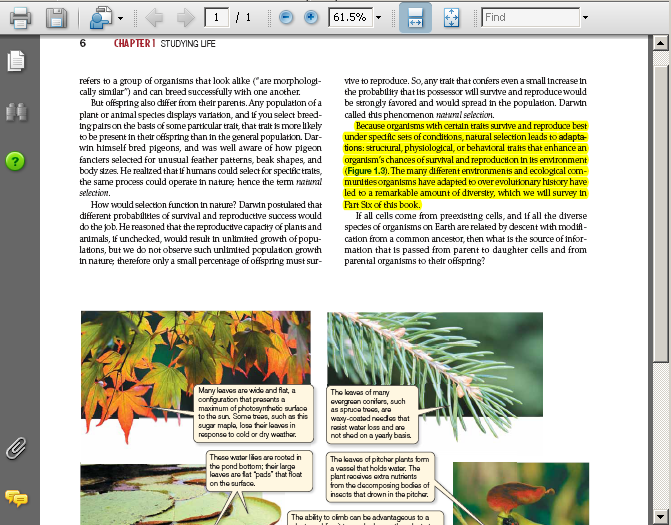 1 / 1
61.5%
Find
6 CHAPTER 1 STUDYING LIFE
refers to a group of organisms that look alike (“are morphologi-
cally similar”) and can breed successfully with one another.
But offspring also differ from their parents. Any population of a
plant or animal species displays variation, and if you select breed-
ing pairs on the basis of some particular trait, that trait is more likely
to be present in their offspring than in the general population. Dar-
win himself bred pigeons, and was well aware of how pigeon
fanciers selected for unusual feather patterns, beak shapes, and
body sizes. He realized that if humans could select for specific traits,
the same process could operate in nature; hence the term natural
selection.
How would selection function in nature? Darwin postulated that
different probabilities of survival and reproductive success would
do the job. He reasoned that the reproductive capacity of plants and
animals, if unchecked, would result in unlimited growth of popu-
lations, but we do not observe such unlimited population growth
in nature; therefore only a small percentage of offspring must sur-
vive to reproduce. So, any trait that confers even a small increase in
the probability that its possessor will survive and reproduce would
be strongly favored and would spread in the population. Darwin
called this phenomenon natural selection.
Because organisms with certain traits survive and reproduce best
under specific sets of conditions, natural selection leads to adapta-
tions: structural, physiological, or behavioral traits that enhance an
organism’s chances of survival and reproduction in its environment
(Figure 1.3). The many different environments and ecological com-
munities organisms have adapted to over evolutionary history have
led to a remarkable amount of diversity, which we will survey in
Part Six of this book.
If all cells come from preexisting cells, and if all the diverse
species of organisms on Earth are related by descent with modifi-
cation from a common ancestor, then what is the source of infor-
mation that is passed from parent to daughter cells and from
parental organisms to their offspring?
Many leaves are wide and flat, a
configuration that presents a
maximum of photosynthetic surface
to the sun. Some trees, such as this
sugar maple, lose their leaves in
response to cold or dry weather.
The leaves of many
evergreen conifers, such
as spruce trees, are
waxy-coated needles that
resist water loss and are
not shed on a yearly basis.
These water lilies are rooted in
the pond bottom; their large
leaves are flat “pads” that float
on the surface.
The leaves of pitcher plants form
a vessel that holds water. The
plant receives extra nutrients
from the decomposing bodies of
insects that drown in the pitcher.
The ability to climb can be advantageous to a